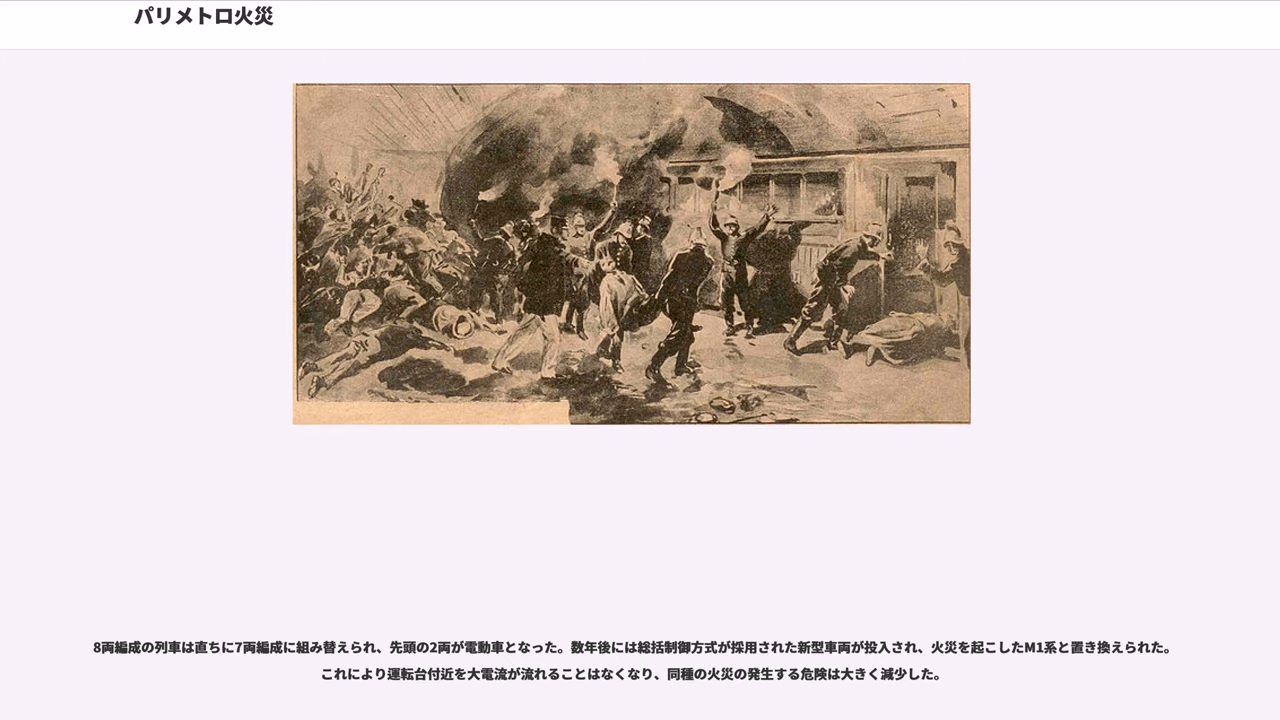 パリメトロ火災
8両編成の列車は直ちに7両編成に組み替えられ、先頭の2両が電動車となった。数年後には総括制御方式が採用された新型車両が投入され、火災を起こしたM1系と置き換えられた。
これにより運転台付近を大電流が流れることはなくなり、同種の火災の発生する危険は大きく減少した。